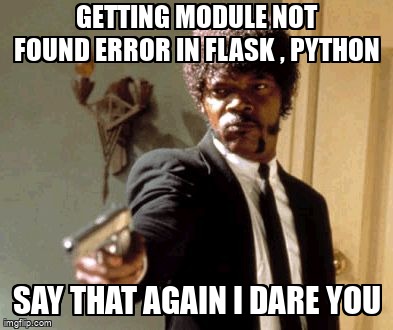 GETTING MODULE NOT
FOUND ERROR IN FLASK , PYTHON
SAY THAT AGAIN I DARE YOU
imgflip.com